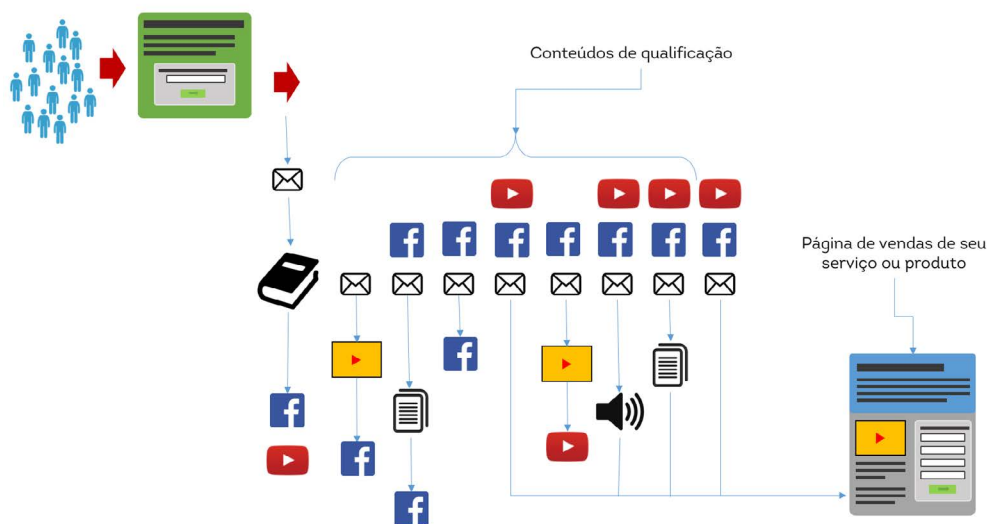 Conteúdos de qualificação
Página de vendas de seu
serviço ou produto